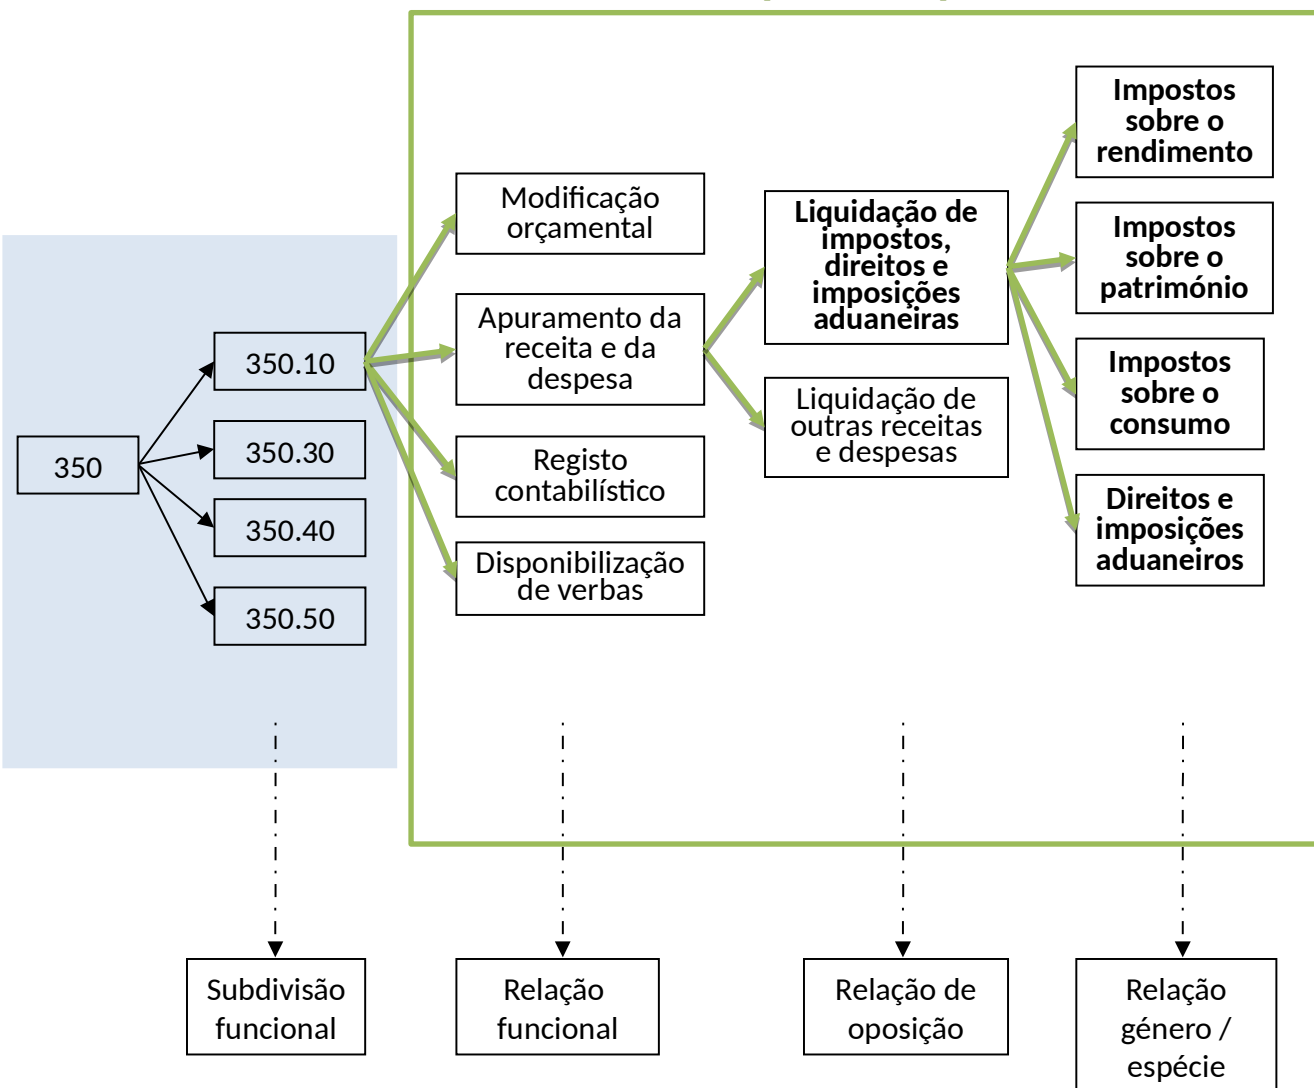 350
350.10
350.30
350.40
350.50
Modificação
orçamental
Apuramento da
receita e da
despesa
Registo
contabilístico
Disponibilização
de verbas
Liquidação de
impostos,
direitos e
imposições
aduaneiras
Liquidação de
outras receitas
e despesas
Impostos
sobre o
rendimento
Impostos
sobre o
património
Impostos
sobre o
consumo
Direitos e
imposições
aduaneiros
Subdivisão
funcional
Relação
funcional
Relação de
oposição
Relação
género /
espécie